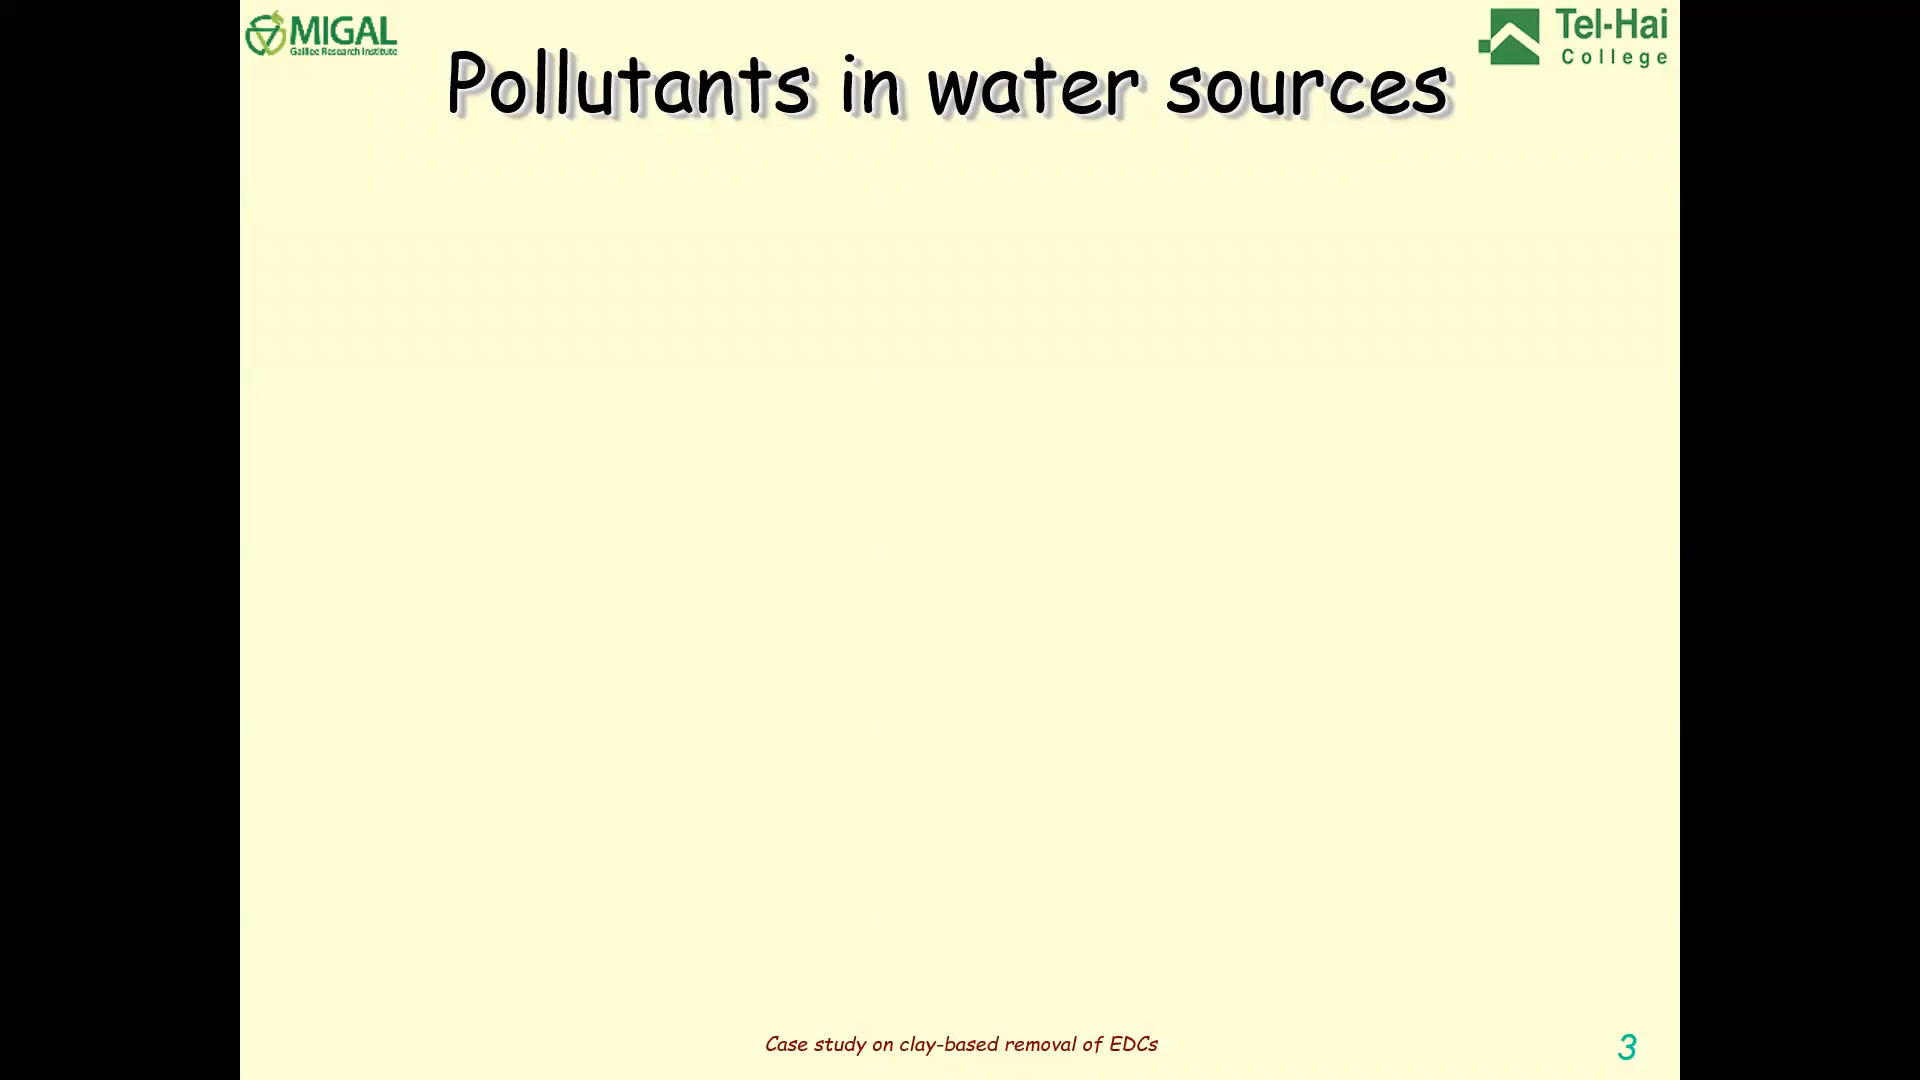 MIGAL
Galilee Research Institute
Tel-Hai
College
Pollutants in water sources
Case study on clay-based removal of EDCs
3